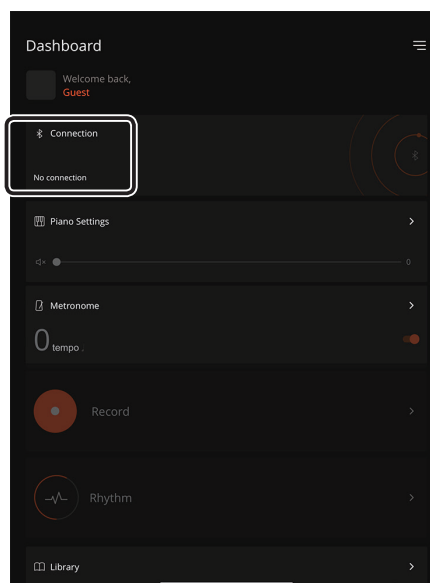 Dashboard
Welcome back,
Guest
Connection
No connection
Piano Settings
0
Metronome
0 tempo .
Record
Rhythm
Library